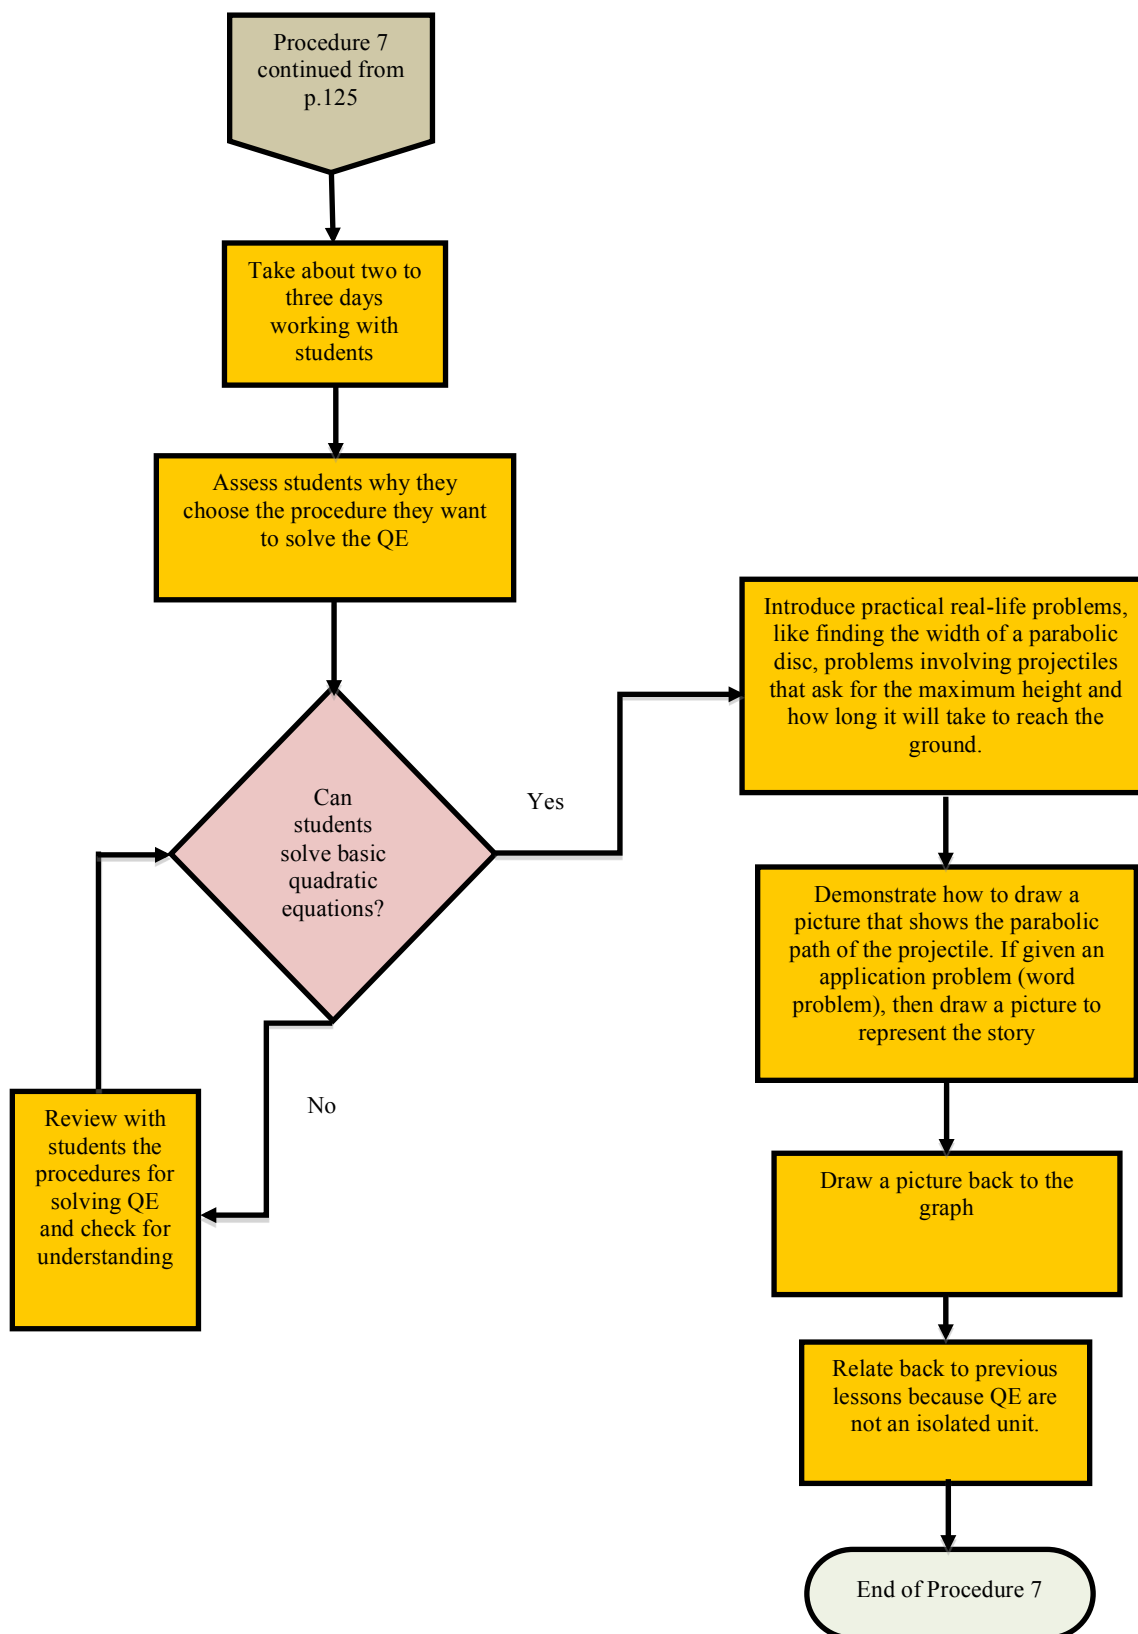 Procedure 7
continued from
p.125
Take about two to
three days
working with
students
Assess students why they
choose the procedure they want
to solve the QE
Can
students
solve basic
quadratic
equations?
Yes
No
Review with
students the
procedures for
solving QE
and check for
understanding
Introduce practical real-life problems,
like finding the width of a parabolic
disc, problems involving projectiles
that ask for the maximum height and
how long it will take to reach the
ground.
Demonstrate how to draw a
picture that shows the parabolic
path of the projectile. If given an
application problem (word
problem), then draw a picture to
represent the story
Draw a picture back to the
graph
Relate back to previous
lessons because QE are
not an isolated unit.
End of Procedure 7